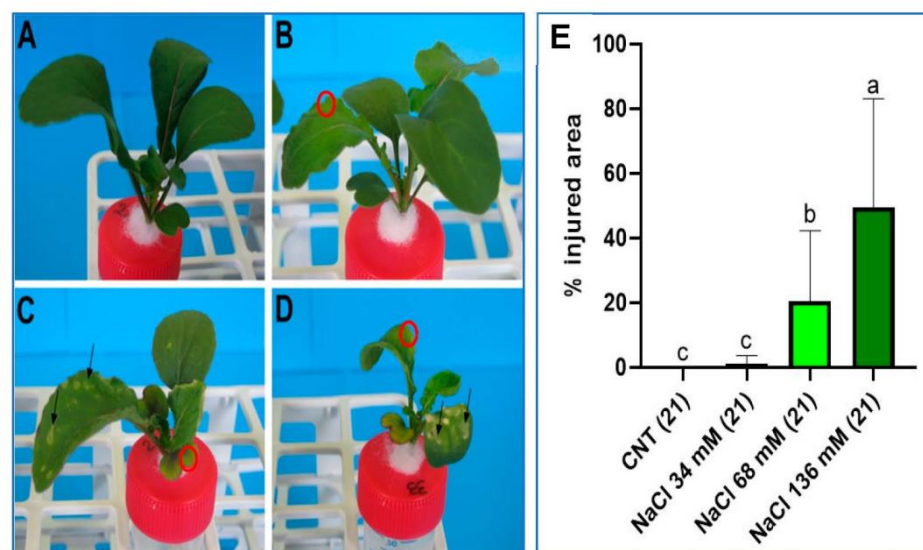 A
B
C
D
E
% injured area
100
80
60
40
20
0
c
c
b
a
CNT (21)
NaCl 34 mM (21)
NaCl 68 mM (21)
NaCl 136 mM (21)
33